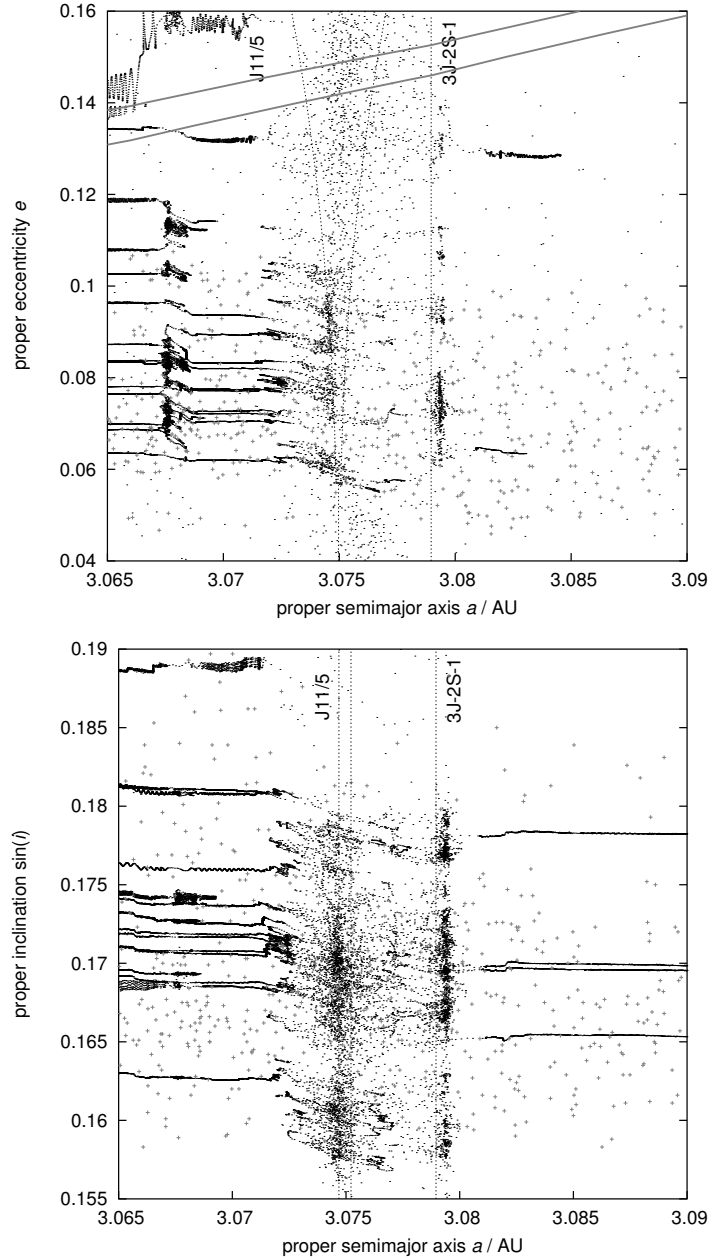 0.16
0.14
0.12
0.1
0.08
0.06
0.04
proper eccentricity e
J11/5
3J-2S-1
3.065 3.07 3.075 3.08 3.085 3.09
proper semimajor axis a / AU
0.19
0.185
0.18
0.175
0.17
0.165
0.16
0.155
proper inclination sin(i)
J11/5
3J-2S-1
3.065 3.07 3.075 3.08 3.085 3.09
proper semimajor axis a / AU